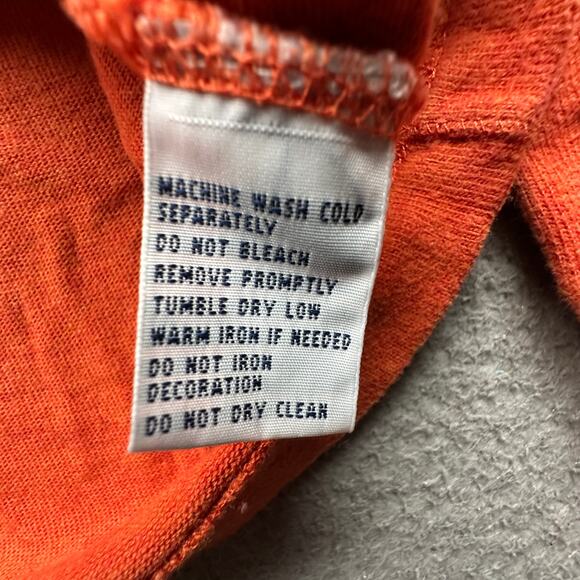 MACHINE WASH COLD
SEPARATELY
DO NOT BLEACH
REMOVE PROMPTLY
TUMBLE DRY LOW
WARM IRON IF NEEDED
DO NOT IRON
DECORATION
DO NOT DRY CLEAN